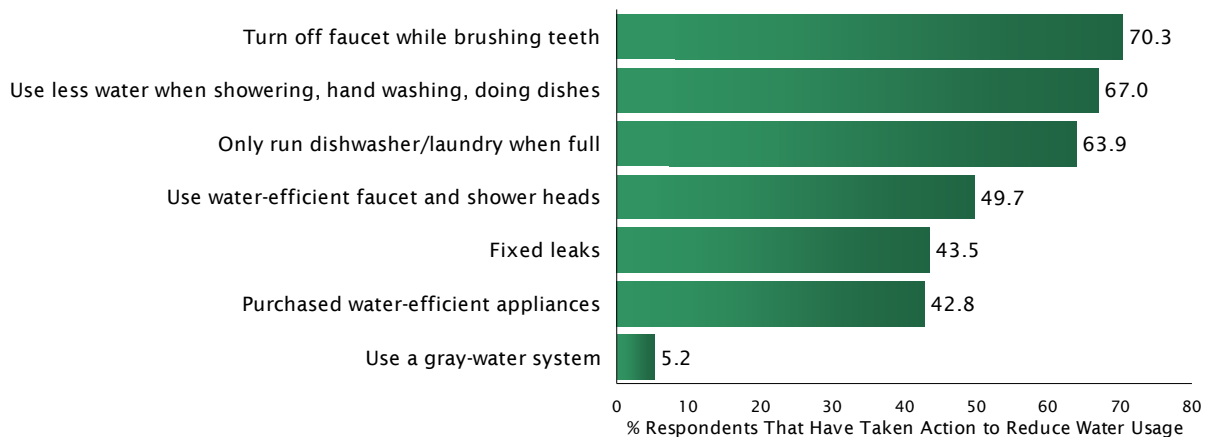 Turn off faucet while brushing teeth 70.3
Use less water when showering, hand washing, doing dishes 67.0
Only run dishwasher/laundry when full 63.9
Use water-efficient faucet and shower heads 49.7
Fixed leaks 43.5
Purchased water-efficient appliances 42.8
Use a gray-water system 5.2
0 10 20 30 40 50 60 70 80
% Respondents That Have Taken Action to Reduce Water Usage